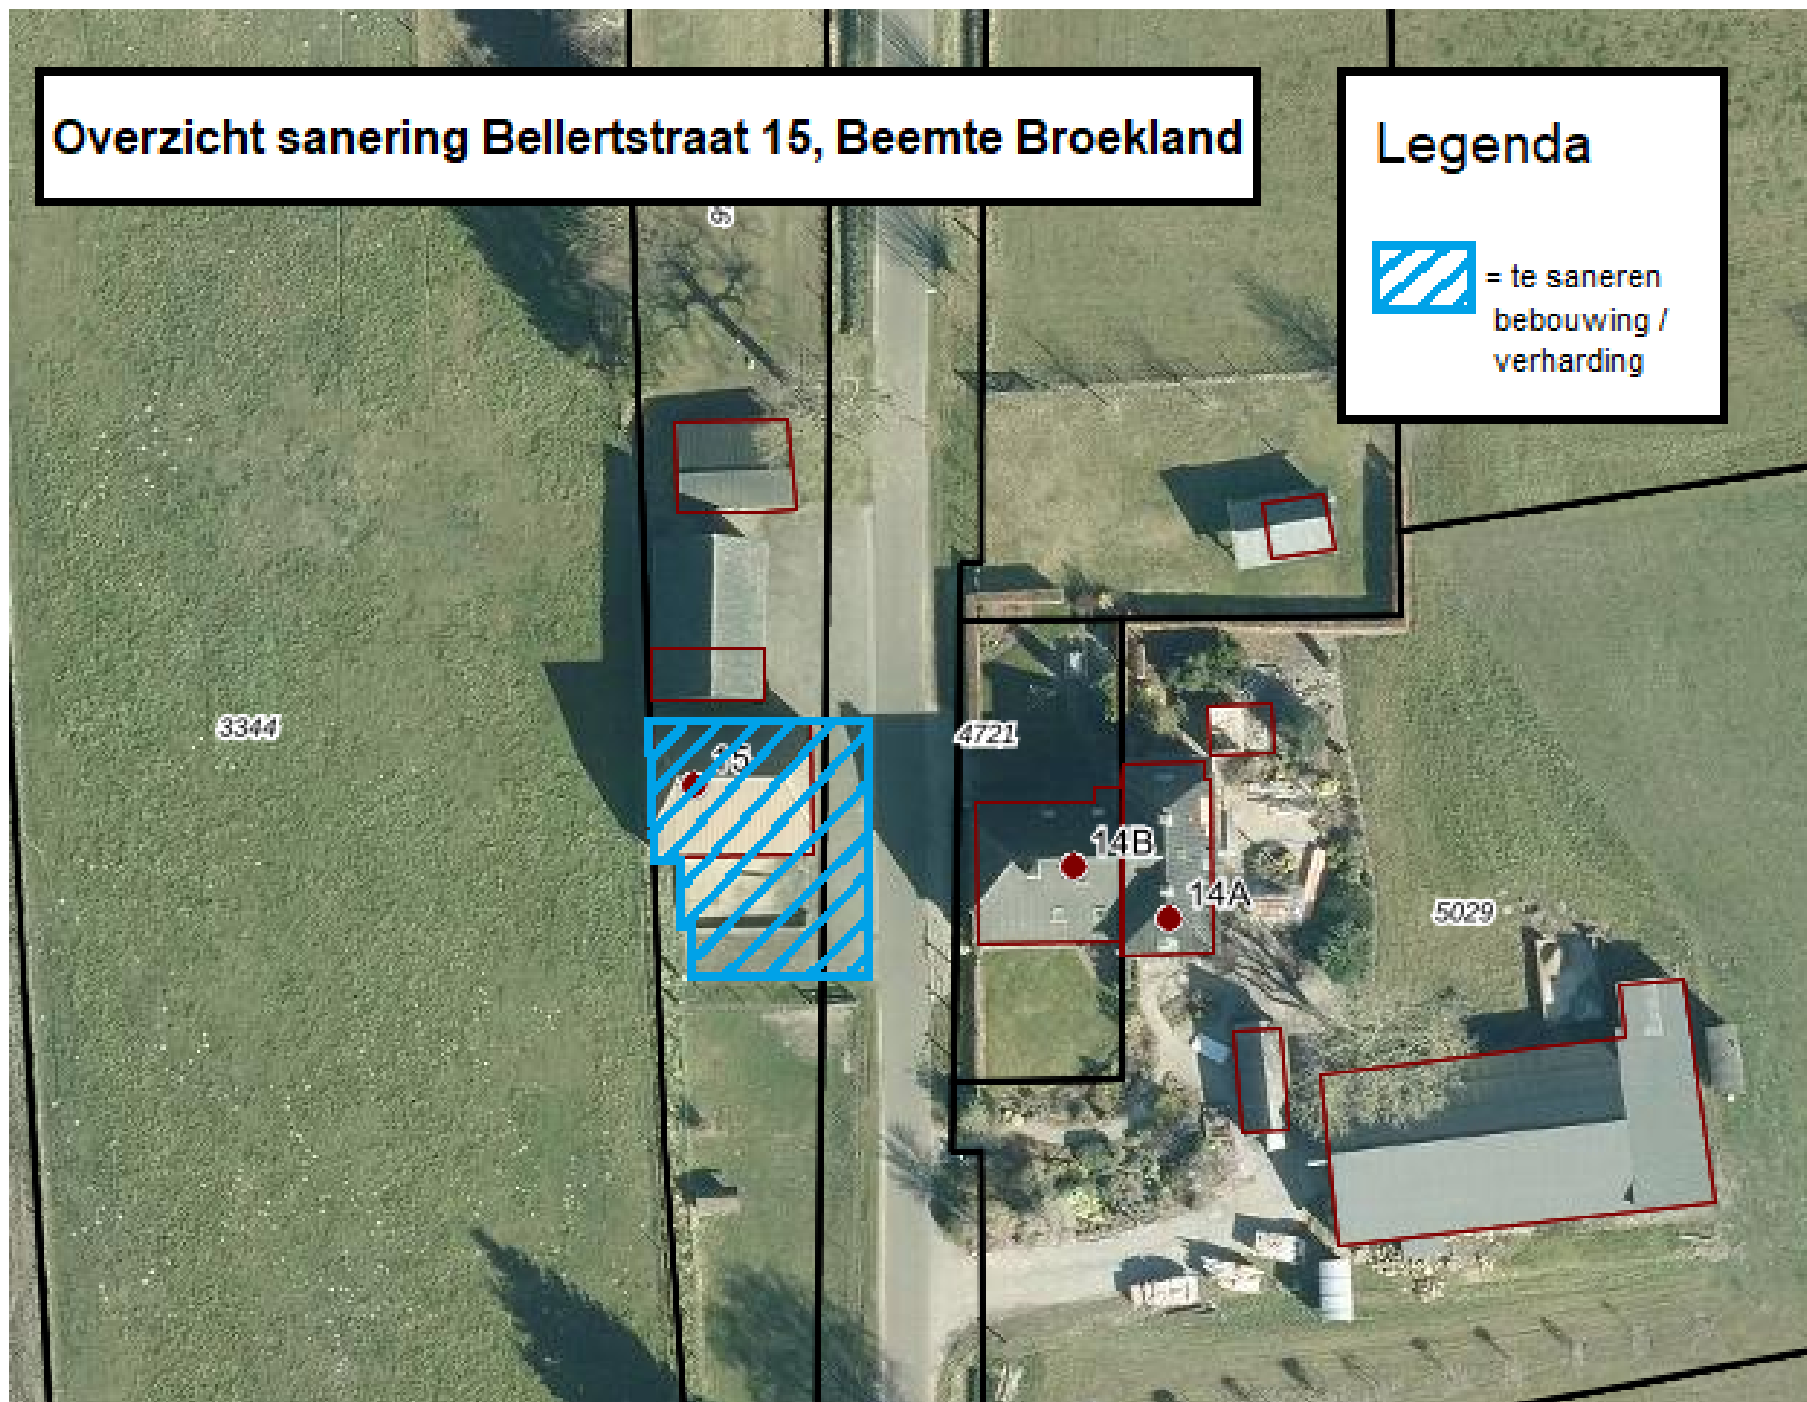 Overzicht sanering Bellertstraat 15, Beemte Broekland
Legenda
= te saneren
bebouwing /
verharding
3344
4721
14B
14A
5029